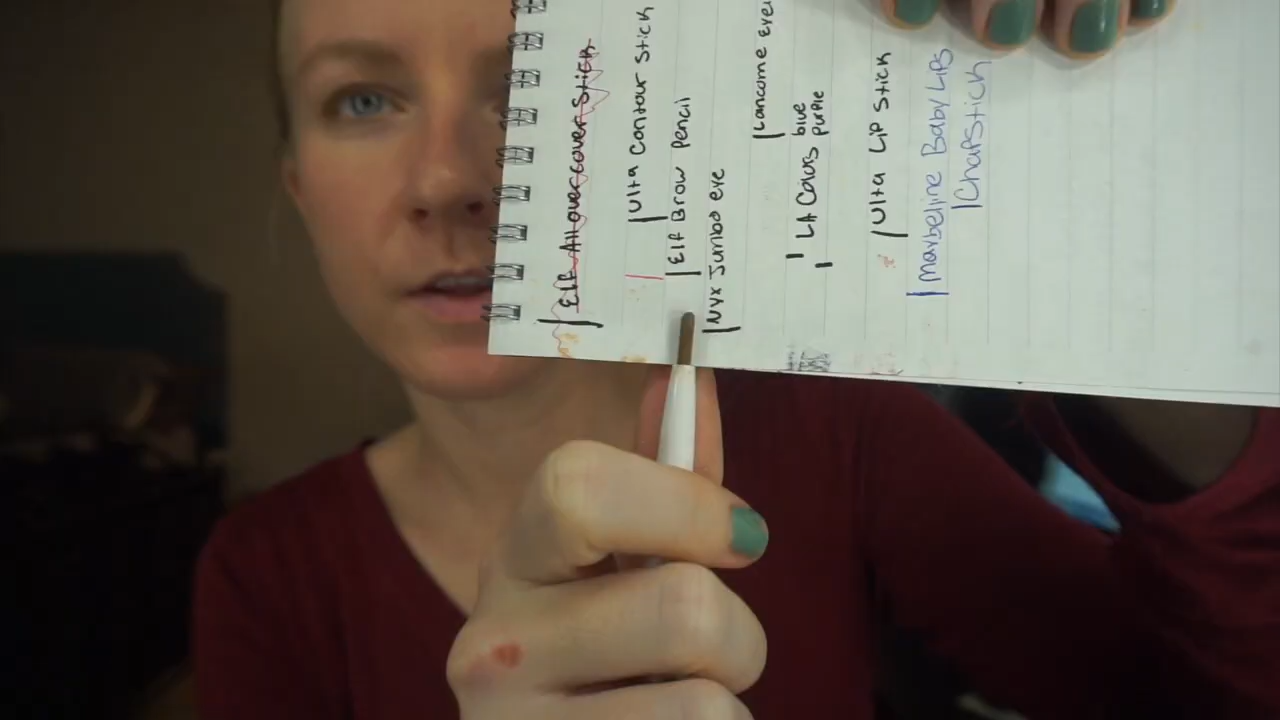 Elf All over cover stick
Ulta Contour Stick
Elf Brow Pencil
Nyx Jumbo eye
Lancome eye
LA Colors blue
purple
Ulta Lip Stick
Maybeline Baby Lips
Chapstick